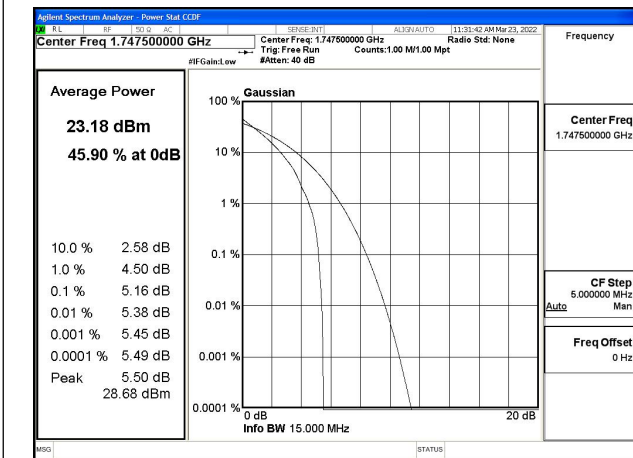 Agilent Spectrum Analyzer - Power Stat CCDF
RL RF 50 Ω AC SENSE:INT ALIGNAUTO 11:31:42 AM Mar 23, 2022
Center Freq 1.747500000 GHz
Center Freq: 1.747500000 GHz Radio Std: None
Trig: Free Run Counts:1.00 M/1.00 Mpt
#IFGain:Low #Atten: 40 dB
Frequency
Average Power
23.18 dBm
45.90 % at 0dB
10.0 % 2.58 dB
1.0 % 4.50 dB
0.1 % 5.16 dB
0.01 % 5.38 dB
0.001 % 5.45 dB
0.0001 % 5.49 dB
Peak 5.50 dB
28.68 dBm
Gaussian
100 %
10 %
1 %
0.1 %
0.01 %
0.001 %
0.0001 %
0 dB 20 dB
Info BW 15.000 MHz
Center Freq
1.747500000 GHz
CF Step
5.000000 MHz
Auto Man
Freq Offset
0 Hz
MSG STATUS